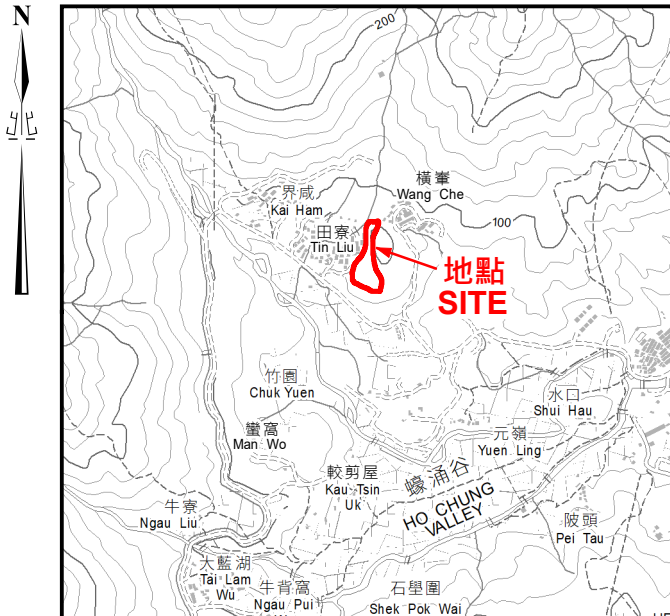 N
北
200
橫輋
Wang Che
界咸
Kai Ham
100
田寮
Tin Liu
地點
SITE
竹園
Chuk Yuen
水口
Shui Hau
蠻窩
Man Wo
元嶺
Yuen Ling
較剪屋
Kau Tsin
Uk
蠔涌谷
HO CHUNG
VALLEY
牛寮
Ngau Liu
陂頭
Pei Tau
大藍湖
Tai Lam
Wu
牛背窩
Ngau Pui
石壆圍
Shek Pok Wai